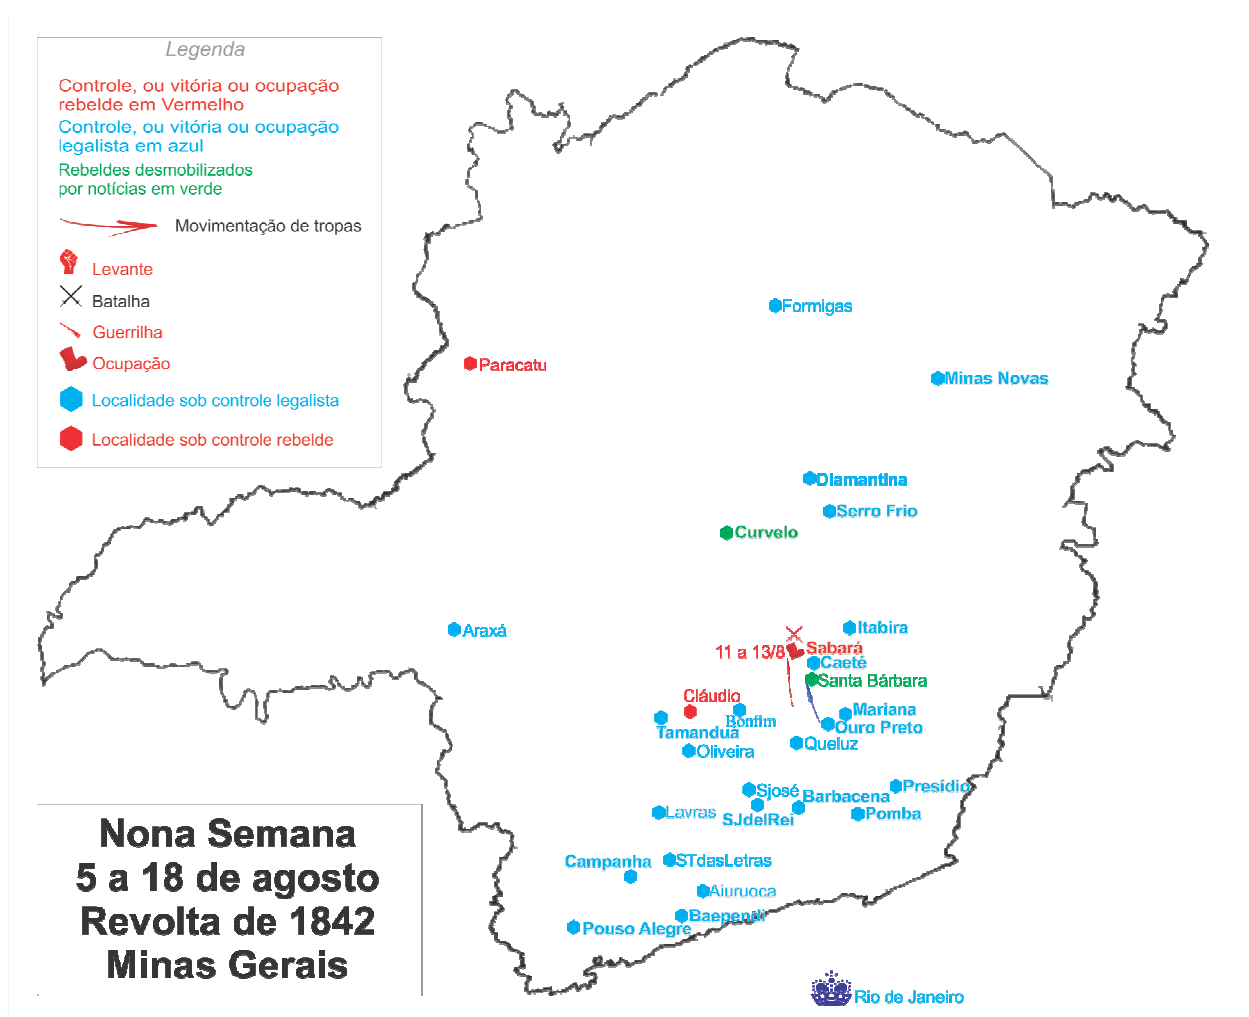 Legenda
Controle, ou vitória ou ocupação
rebelde em Vermelho
Controle, ou vitória ou ocupação
legalista em azul
Rebeldes desmobilizados
por notícias em verde
Movimentação de tropas
Levante
Batalha
Guerrilha
Ocupação
Localidade sob controle legalista
Localidade sob controle rebelde
Formigas
Paracatu
Minas Novas
Diamantina
Serro Frio
Curvelo
Itabira
Araxá
11 a 13/8
Sabará
Caeté
Santa Bárbara
Cláudio
Bonfim
Mariana
Tamanduá
Ouro Preto
Oliveira
Queluz
Sjosé
Presídio
Barbacena
Lavras
SJdelRei
Pomba
Campanha
STdasLetras
Aiuruoca
Baependi
Pouso Alegre
Nona Semana
5 a 18 de agosto
Revolta de 1842
Minas Gerais
Rio de Janeiro